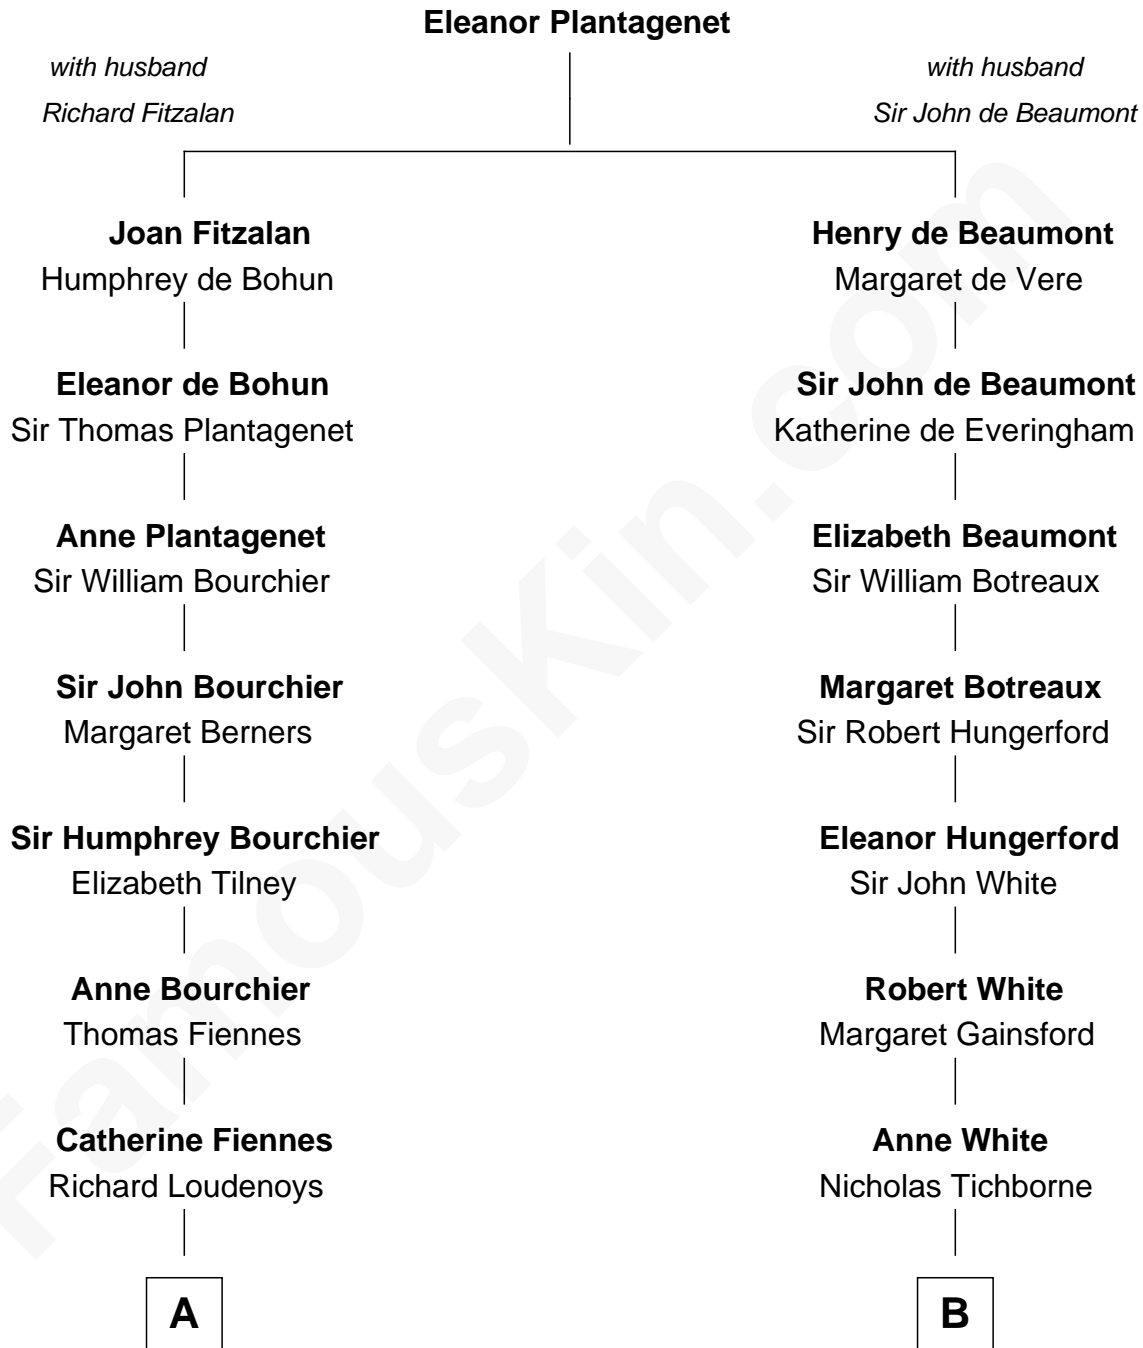 Eleanor Plantagenet
with husband
Richard Fitzalan
with husband
Sir John de Beaumont
Joan Fitzalan
Humphrey de Bohun
Henry de Beaumont
Margaret de Vere
Eleanor de Bohun
Sir Thomas Plantagenet
Sir John de Beaumont
Katherine de Everingham
Anne Plantagenet
Sir William Bourchier
Elizabeth Beaumont
Sir William Botreaux
Sir John Bourchier
Margaret Berners
Margaret Botreaux
Sir Robert Hungerford
Sir Humphrey Bourchier
Elizabeth Tilney
Eleanor Hungerford
Sir John White
Anne Bourchier
Thomas Fiennes
Robert White
Margaret Gainsford
Catherine Fiennes
Richard Loudenoys
Anne White
Nicholas Tichborne
A
B
FamousKin.com